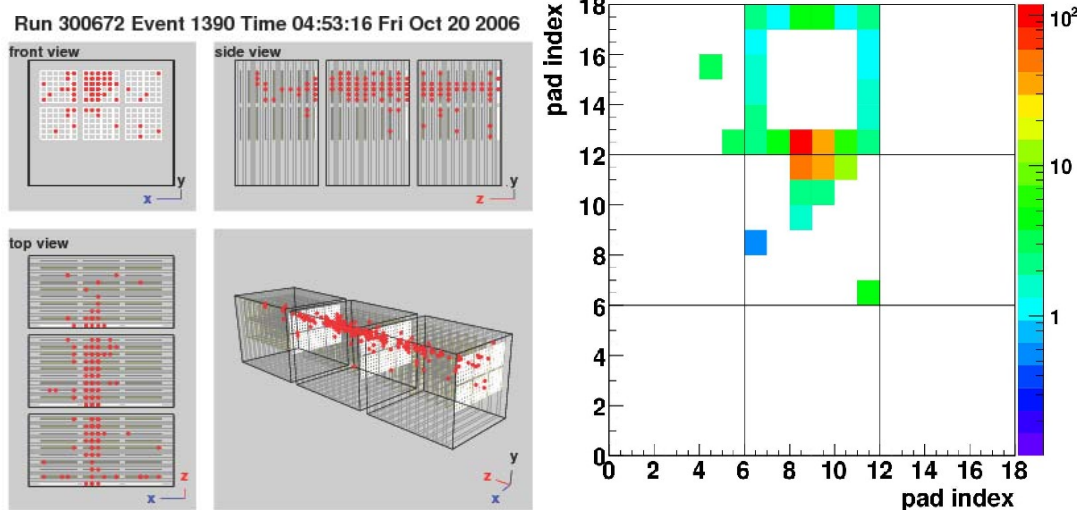 Run 300672 Event 1390 Time 04:53:16 Fri Oct 20 2006
front view
y
x
side view
y
z
top view
z
x
y
z
x
pad index
18
16
14
12
10
8
6
4
2
0
0 2 4 6 8 10 12 14 16 18
pad index
10²
10
1